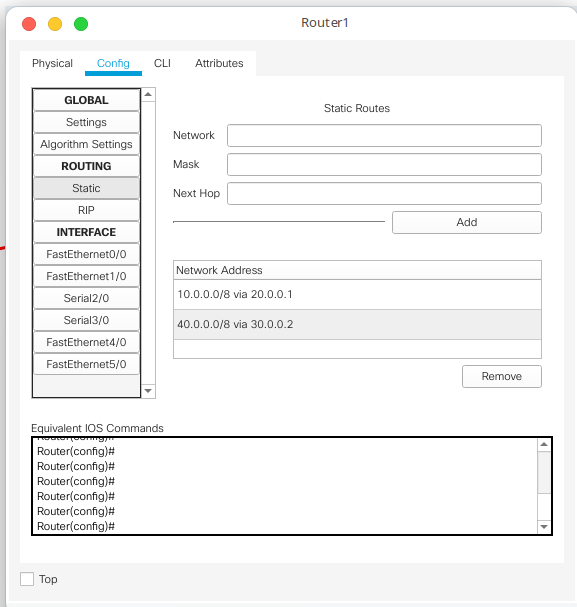 Router1
Physical Config CLI Attributes
GLOBAL
Settings
Algorithm Settings
ROUTING
Static
RIP
INTERFACE
FastEthernet0/0
FastEthernet1/0
Serial2/0
Serial3/0
FastEthernet4/0
FastEthernet5/0
Static Routes
Network
Mask
Next Hop
Add
Network Address
10.0.0.0/8 via 20.0.0.1
40.0.0.0/8 via 30.0.0.2
Remove
Equivalent IOS Commands
Router(config)#
Router(config)#
Router(config)#
Router(config)#
Router(config)#
Router(config)#
Router(config)#
Top